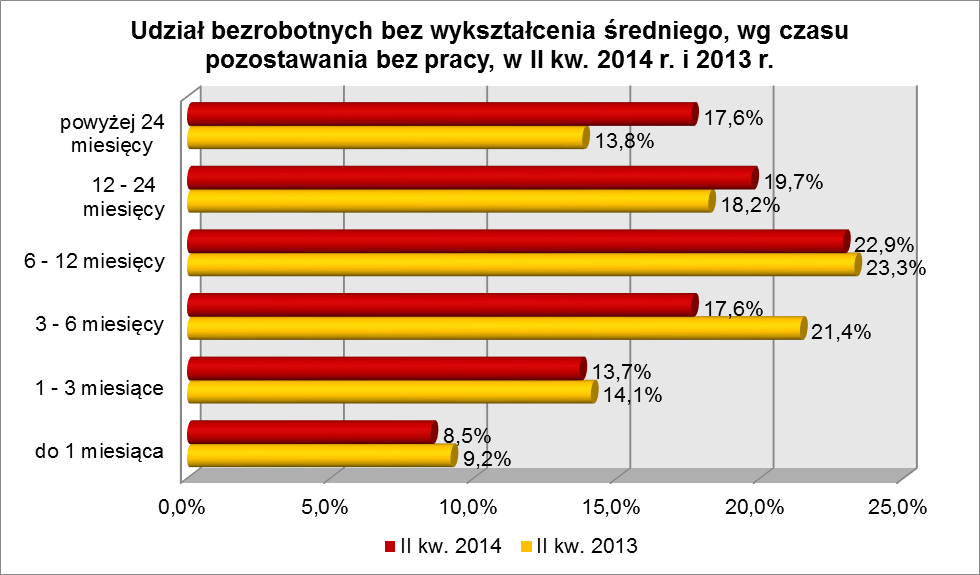 Udział bezrobotnych bez wykształcenia średniego, wg czasu
pozostawania bez pracy, w II kw. 2014 r. i 2013 r.
powyżej 24
miesięcy
17,6%
13,8%
12 - 24
miesięcy
19,7%
18,2%
6 - 12 miesięcy
22,9%
23,3%
3 - 6 miesięcy
17,6%
21,4%
1 - 3 miesiące
13,7%
14,1%
do 1 miesiąca
8,5%
9,2%
0,0% 5,0% 10,0% 15,0% 20,0% 25,0%
II kw. 2014 II kw. 2013